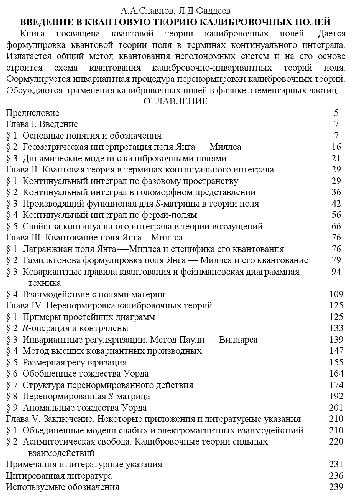 А.А.Славнов, Л.Д.Фаддеев
ВВЕДЕНИЕ В КВАНТОВУЮ ТЕОРИЮ КАЛИБРОВОЧНЫХ ПОЛЕЙ
Книга посвящена квантовой теории калибровочных полей. Дается
формулировка квантовой теории поля в терминах континуального интеграла.
Излагается общий метод квантования неголономных систем и на его основе
строится схема квантования калибровочно-инвариантных теорий поля.
Формулируется инвариантная процедура перенормировки калибровочных теорий.
Обсуждаются применения калибровочных полей в физике элементарных частиц.
ОГЛАВЛЕНИЕ
Предисловие 5
Глава I. Введение 7
§ 1 Основные понятия и обозначения 7
§ 2 Геометрическая интерпретация поля Янга — Миллса 16
§ 3 Динамические модели с калибровочными полями 21
Глава II. Квантовая теория в терминах континуального интеграла 29
§ 1 Континуальный интеграл по фазовому пространству 29
§ 2 Континуальный интеграл в голоморфном представлении 36
§ 3 Производящий функционал для S-матрицы в теории поля 42
§ 4 Континуальный интеграл по ферми-полям 56
§ 5 Свойства континуального интеграла в теории возмущений 66
Глава III. Квантование поля Янга — Миллса 76
§ 1 Лагранжиан поля Янга — Миллса и специфика его квантования 76
§ 2 Гамильтонова формулировка поля Янга — Миллса и его квантование 79
§ 3 Ковариантные правила квантования и фейнмановская диаграммная 94
техника
§ 4 Взаимодействие с полями материи 109
Глава IV. Перенормировка калибровочных теорий 125
§ 1 Примеры простейших диаграмм 125
§ 2 R-операция и контрчлены 133
§ 3 Инвариантные регуляризации. Метод Паули — Вилларса 139
§ 4 Метод высших ковариантных производных 147
§ 5 Размерная регуляризация 155
§ 6 Обобщенные тождества Уорда 164
§ 7 Структура перенормированного действия 174
§ 8 Перенормированная S-матрица 192
§ 9 Аномальные тождества Уорда 201
Глава V. Заключение. Некоторые приложения и литературные указания 210
§ 1 Объединенные модели слабых и электромагнитных взаимодействий 210
§ 2 Асимптотическая свобода. Калибровочные теории сильных 220
взаимодействий
Примечания и литературные указания 231
Цитированная литература 236
Используемые обозначения 239